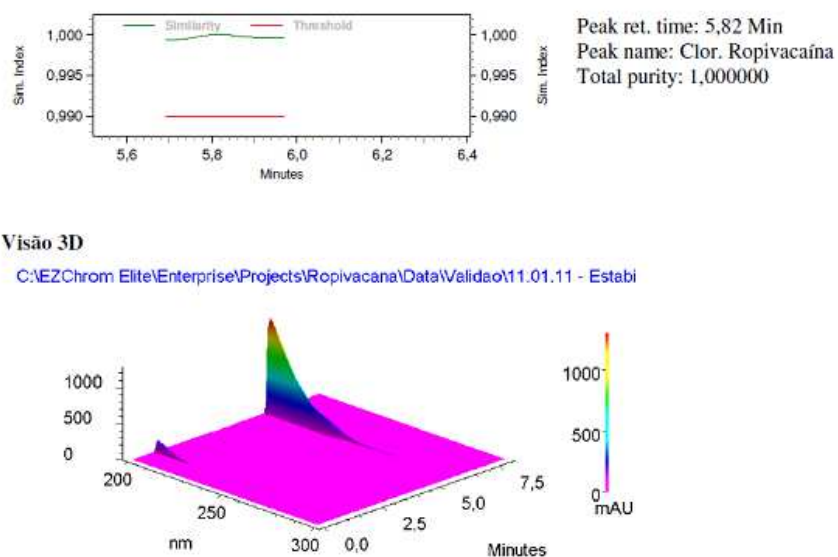 Similarity Threshold
1,000 1,000
0,995 0,995
0,990 0,990
Sim. Index Sim. Index
5,6 5,8 6,0 6,2 6,4
Minutes
Peak ret. time: 5,82 Min
Peak name: Clor. Ropivacaína
Total purity: 1,000000
Visão 3D
C:\EZChrom Elite\Enterprise\Projects\Ropivacana\Data\Validao\11.01.11 - Estabi
1000
500
0
200
250
300
nm
0,0
2,5
5,0
7,5
Minutes
1000
500
0
mAU